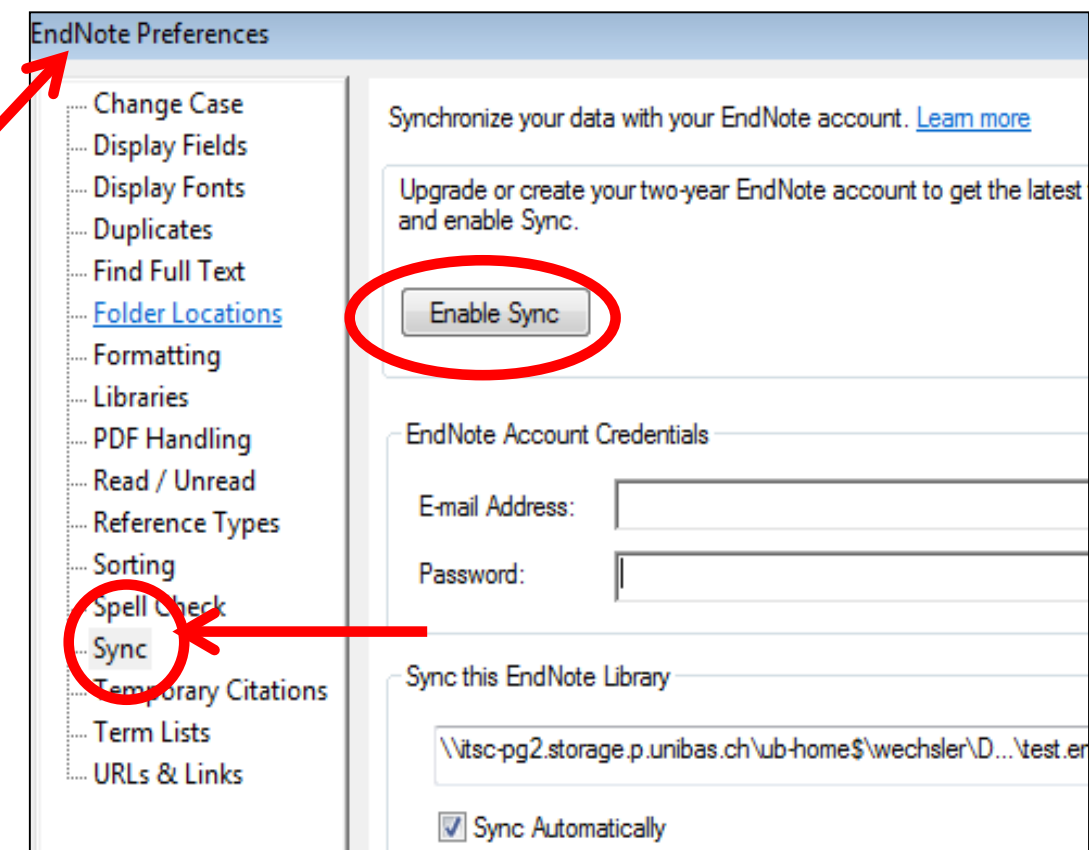 EndNote Preferences
Change Case
Display Fields
Display Fonts
Duplicates
Find Full Text
Folder Locations
Formatting
Libraries
PDF Handling
Read / Unread
Reference Types
Sorting
Spell Check
Sync
Temporary Citations
Term Lists
URLs & Links
Synchronize your data with your EndNote account. Learn more
Upgrade or create your two-year EndNote account to get the latest
and enable Sync.
Enable Sync
EndNote Account Credentials
E-mail Address:
Password:
Sync this EndNote Library
\\itsc-pg2.storage.p.unibas.ch\ub-home$\wechsler\D...\test.en
Sync Automatically